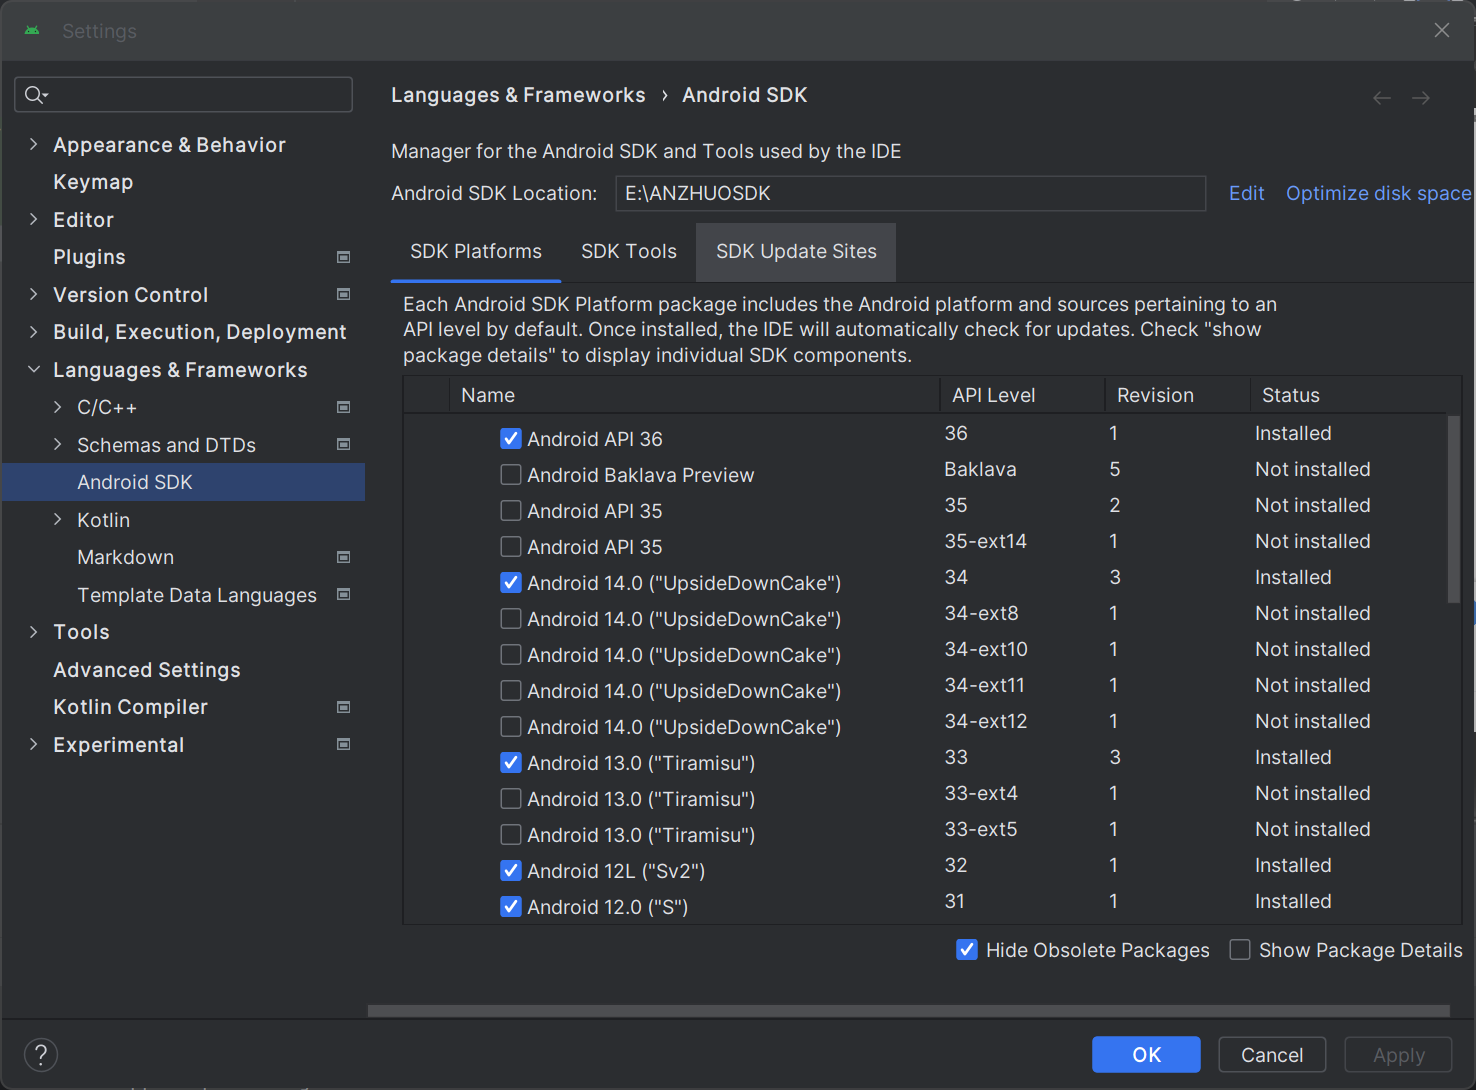 Settings
Languages & Frameworks › Android SDK
Appearance & Behavior
Keymap
Editor
Plugins
Version Control
Build, Execution, Deployment
Languages & Frameworks
C/C++
Schemas and DTDs
Android SDK
Kotlin
Markdown
Template Data Languages
Tools
Advanced Settings
Kotlin Compiler
Experimental
Manager for the Android SDK and Tools used by the IDE
Android SDK Location: E:\ANZHUOSDK Edit Optimize disk space
SDK Platforms SDK Tools SDK Update Sites
Each Android SDK Platform package includes the Android platform and sources pertaining to an
API level by default. Once installed, the IDE will automatically check for updates. Check "show
package details" to display individual SDK components.
Name API Level Revision Status
Android API 36 36 1 Installed
Android Baklava Preview Baklava 5 Not installed
Android API 35 35 2 Not installed
Android API 35 35-ext14 1 Not installed
Android 14.0 ("UpsideDownCake") 34 3 Installed
Android 14.0 ("UpsideDownCake") 34-ext8 1 Not installed
Android 14.0 ("UpsideDownCake") 34-ext10 1 Not installed
Android 14.0 ("UpsideDownCake") 34-ext11 1 Not installed
Android 14.0 ("UpsideDownCake") 34-ext12 1 Not installed
Android 13.0 ("Tiramisu") 33 3 Installed
Android 13.0 ("Tiramisu") 33-ext4 1 Not installed
Android 13.0 ("Tiramisu") 33-ext5 1 Not installed
Android 12L ("Sv2") 32 1 Installed
Android 12.0 ("S") 31 1 Installed
Hide Obsolete Packages Show Package Details
? OK Cancel Apply